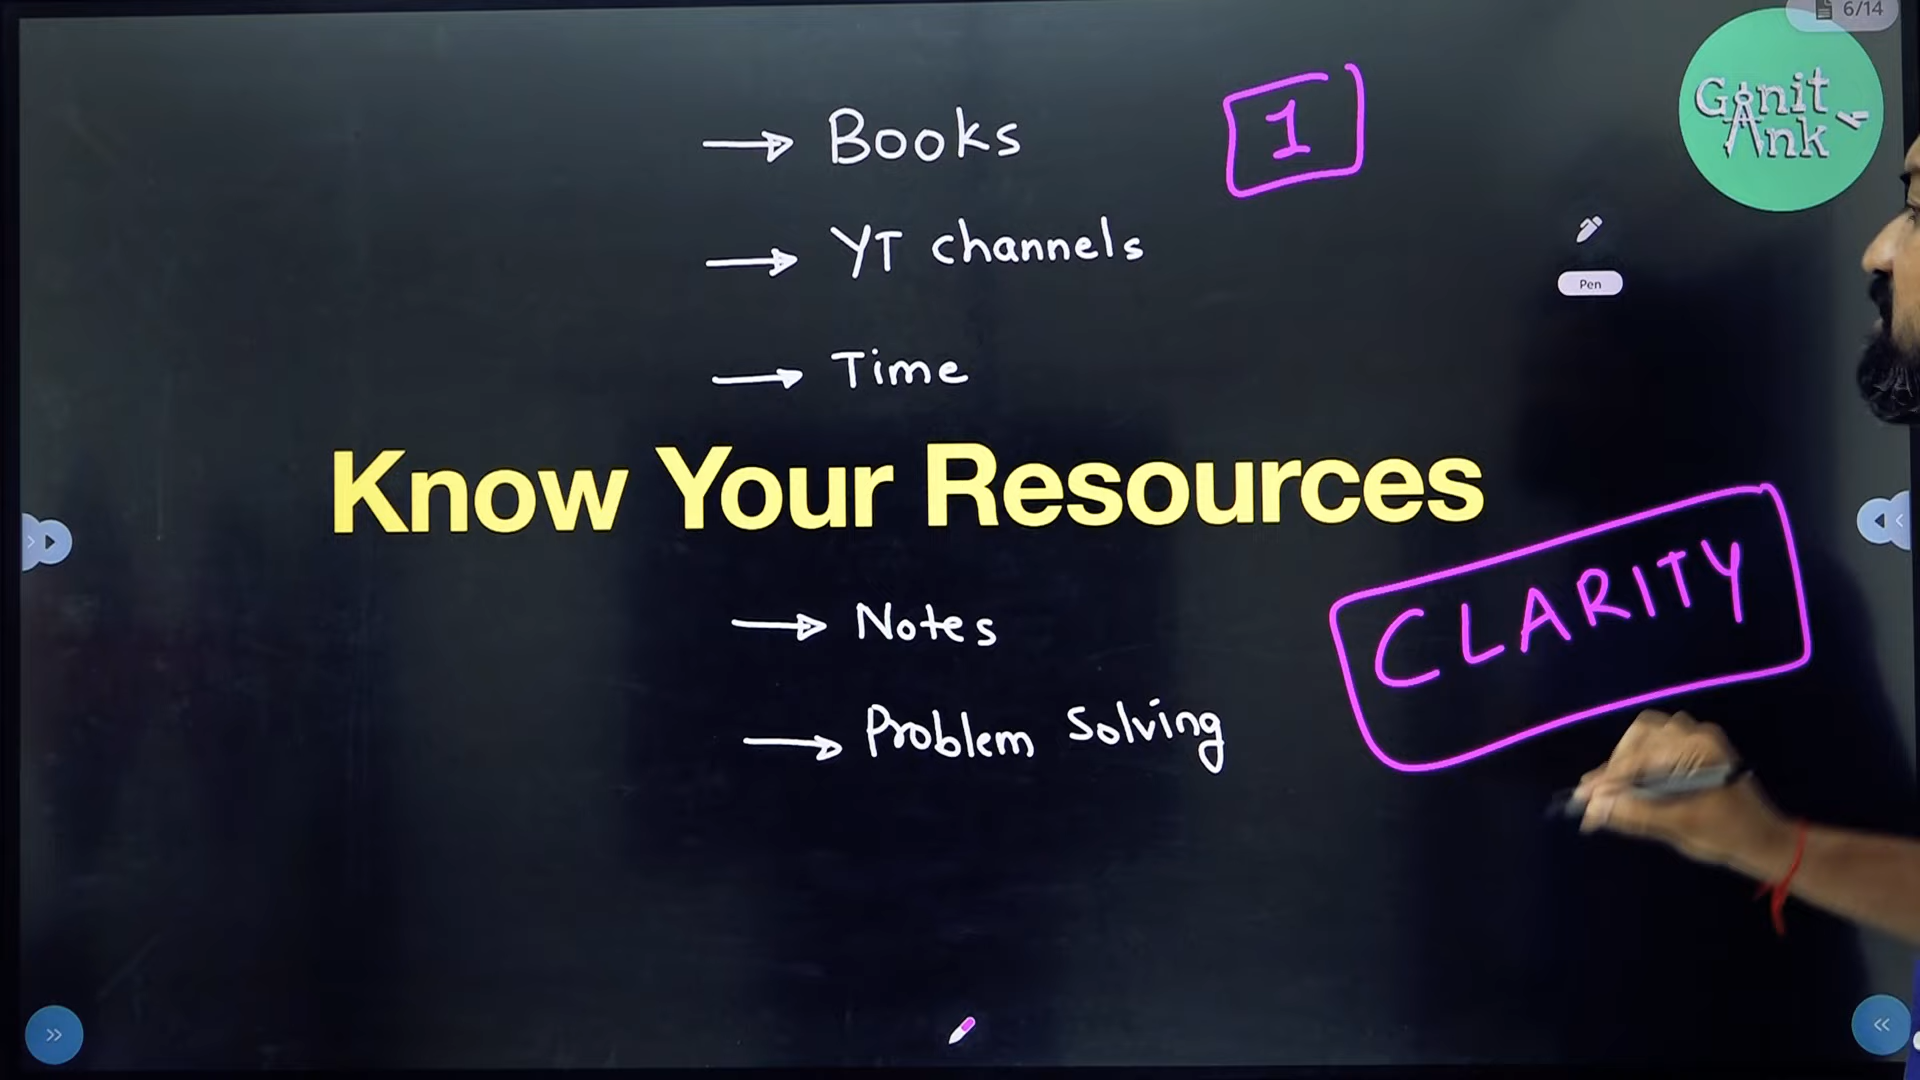 6/14
Ganit
Ank
→ Books
1
→ YT channels
Pen
→ Time
Know Your Resources
CLARITY
→ Notes
→ Problem Solving